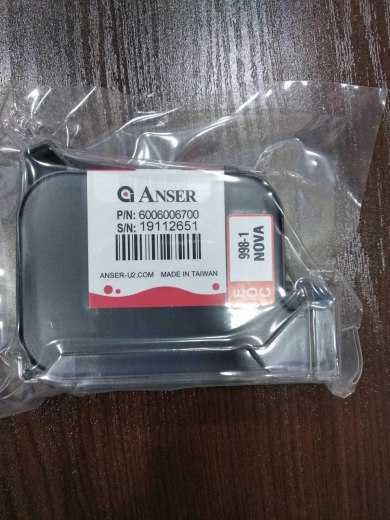 ANSER
P/N: 6006006700
S/N: 19112651
ANSER-U2.COM MADE IN TAIWAN
998-1
NOVA